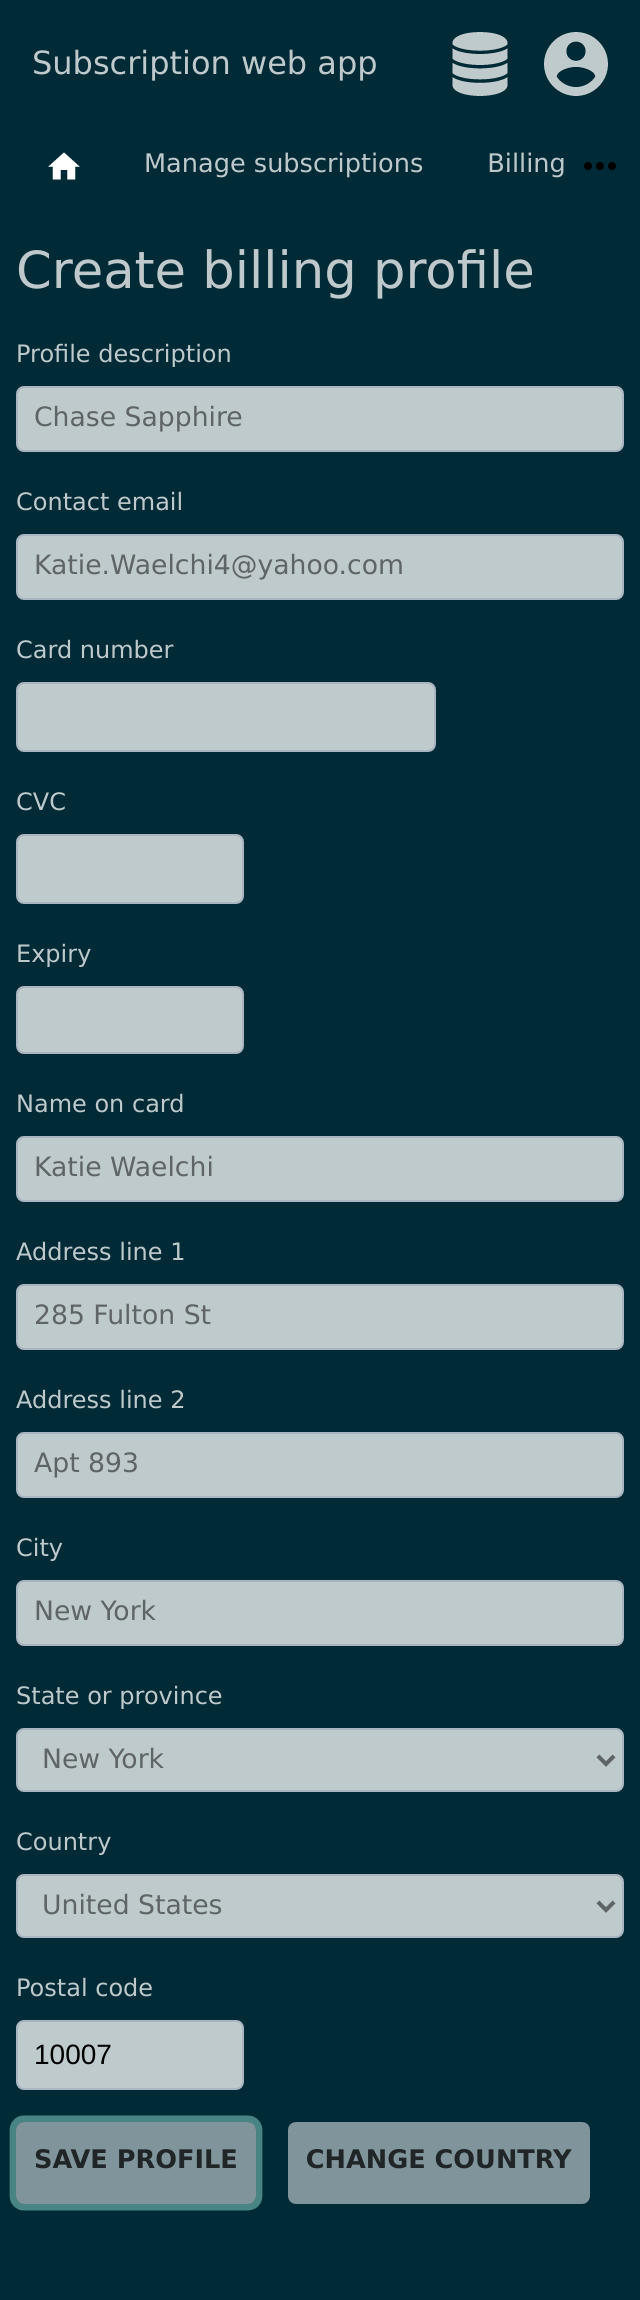 Subscription web app
Manage subscriptions Billing
Create billing profile
Profile description
Chase Sapphire
Contact email
Katie.Waelchi4@yahoo.com
Card number
CVC
Expiry
Name on card
Katie Waelchi
Address line 1
285 Fulton St
Address line 2
Apt 893
City
New York
State or province
New York
Country
United States
Postal code
10007
SAVE PROFILE CHANGE COUNTRY